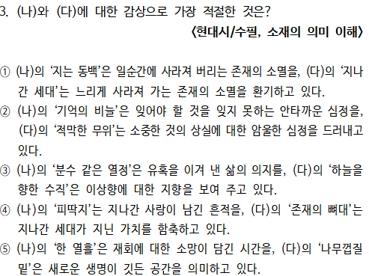 3. (나)와 (다)에 대한 감상으로 가장 적절한 것은?
<현대시/수필, 소재의 의미 이해>
① (나)의 ‘지는 동백’은 일순간에 사라져 버리는 존재의 소멸을, (다)의 ‘지나
간 세대’는 느리게 사라져 가는 존재의 소멸을 환기하고 있다.
② (나)의 ‘기억의 비늘’은 잊어야 할 것을 잊지 못하는 안타까운 심정을,
(다)의 ‘적막한 무위’는 소중한 것의 상실에 대한 암울한 심정을 드러내고
있다.
③ (나)의 ‘분수 같은 열정’은 유혹을 이겨 낸 삶의 의지를, (다)의 ‘하늘을
향한 수직’은 이상향에 대한 지향을 보여 주고 있다.
④ (나)의 ‘피딱지’는 지나간 사랑이 남긴 흔적을, (다)의 ‘존재의 뼈대’는
지나간 세대가 지닌 가치를 함축하고 있다.
⑤ (나)의 ‘한 열흘’은 재회에 대한 소망이 담긴 시간을, (다)의 ‘나무껍질
밑’은 새로운 생명이 깃든 공간을 의미하고 있다.